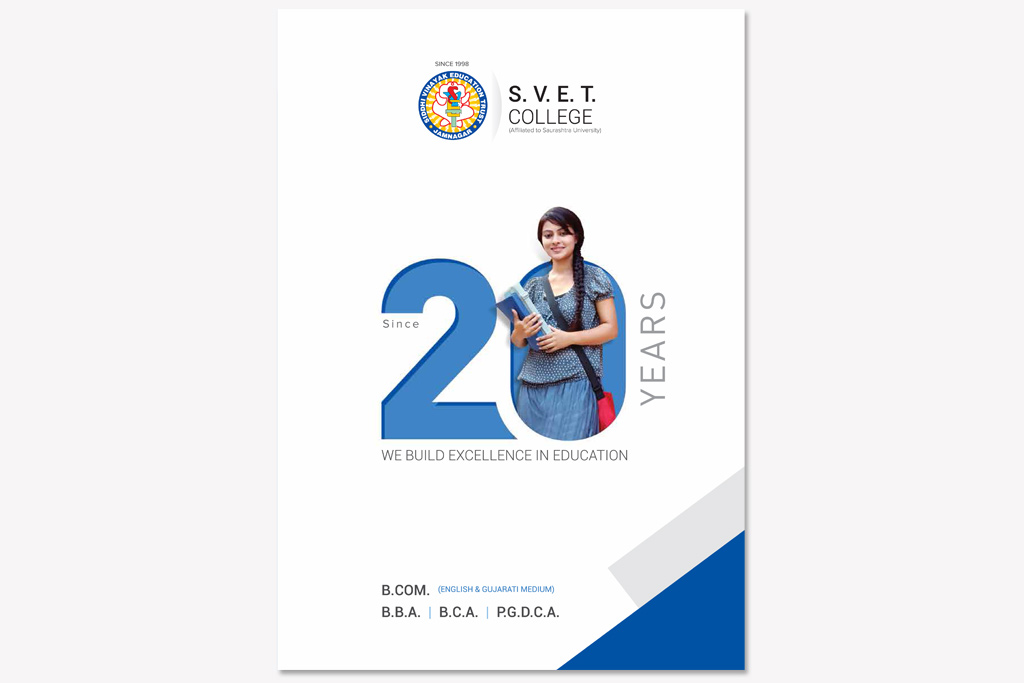 SINCE 1998
SIDDHI VINAYAK EDUCATION TRUST
• JAMNAGAR •
S. V. E. T.
COLLEGE
(Affiliated to Saurashtra University)
Since
20
YEARS
WE BUILD EXCELLENCE IN EDUCATION
B.COM. (ENGLISH & GUJARATI MEDIUM)
B.B.A. | B.C.A. | P.G.D.C.A.